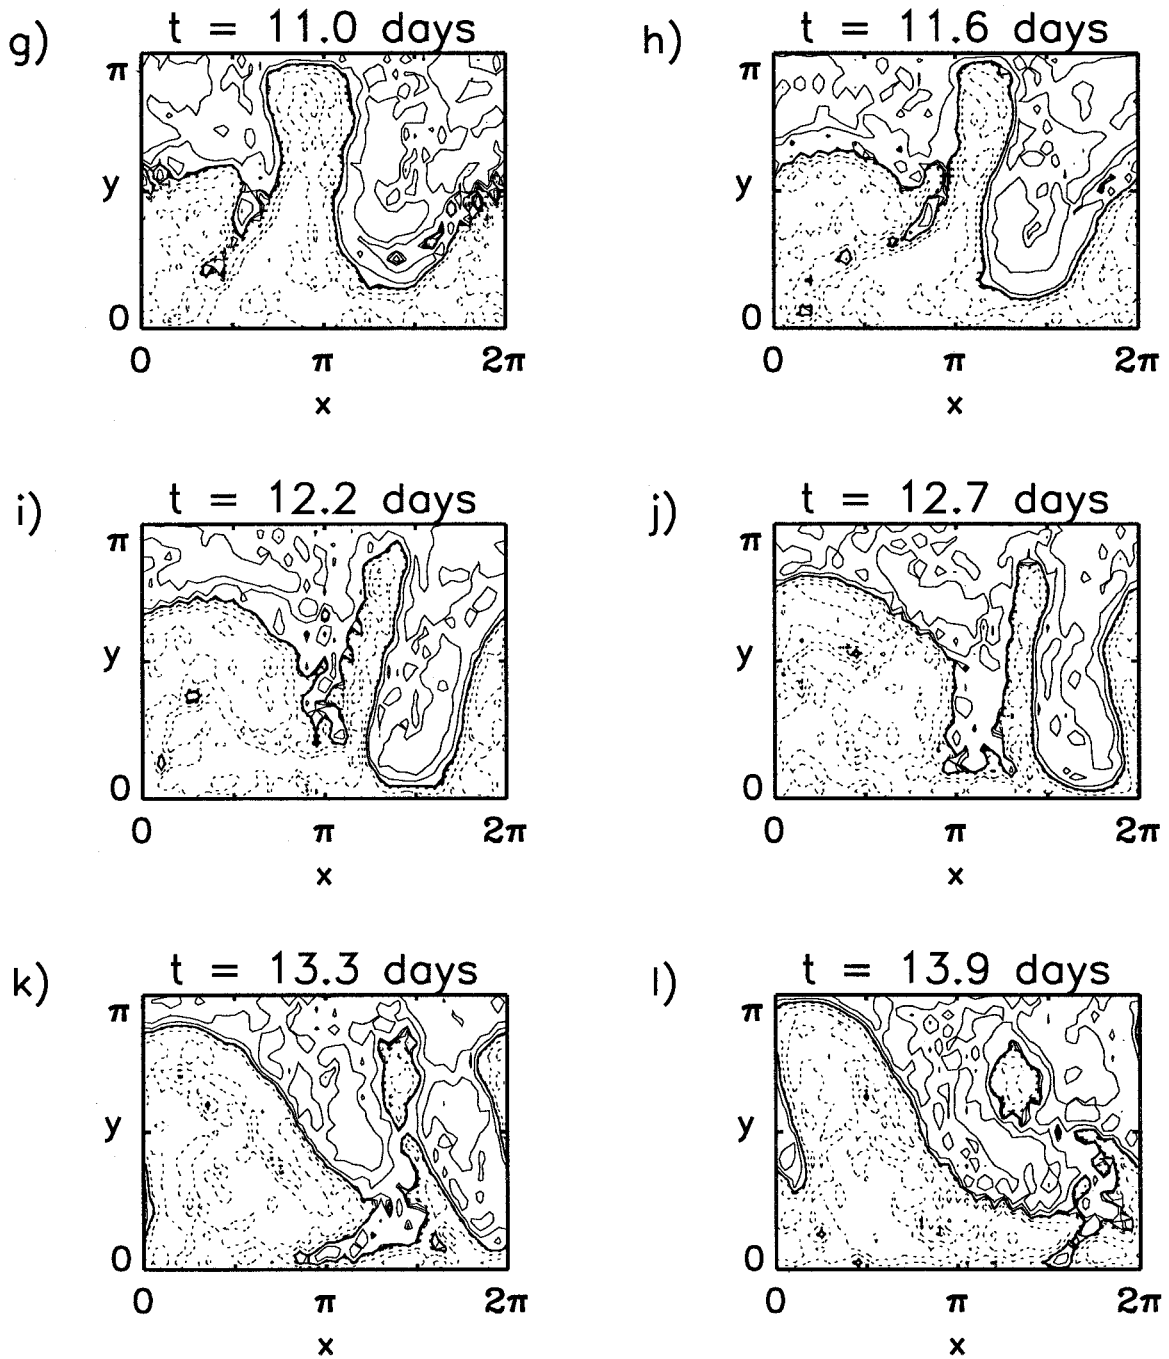 g) t = 11.0 days
h) t = 11.6 days
π
y
0
0 π 2π
x
π
y
0
0 π 2π
x
i) t = 12.2 days
j) t = 12.7 days
π
y
0
0 π 2π
x
π
y
0
0 π 2π
x
k) t = 13.3 days
l) t = 13.9 days
π
y
0
0 π 2π
x
π
y
0
0 π 2π
x